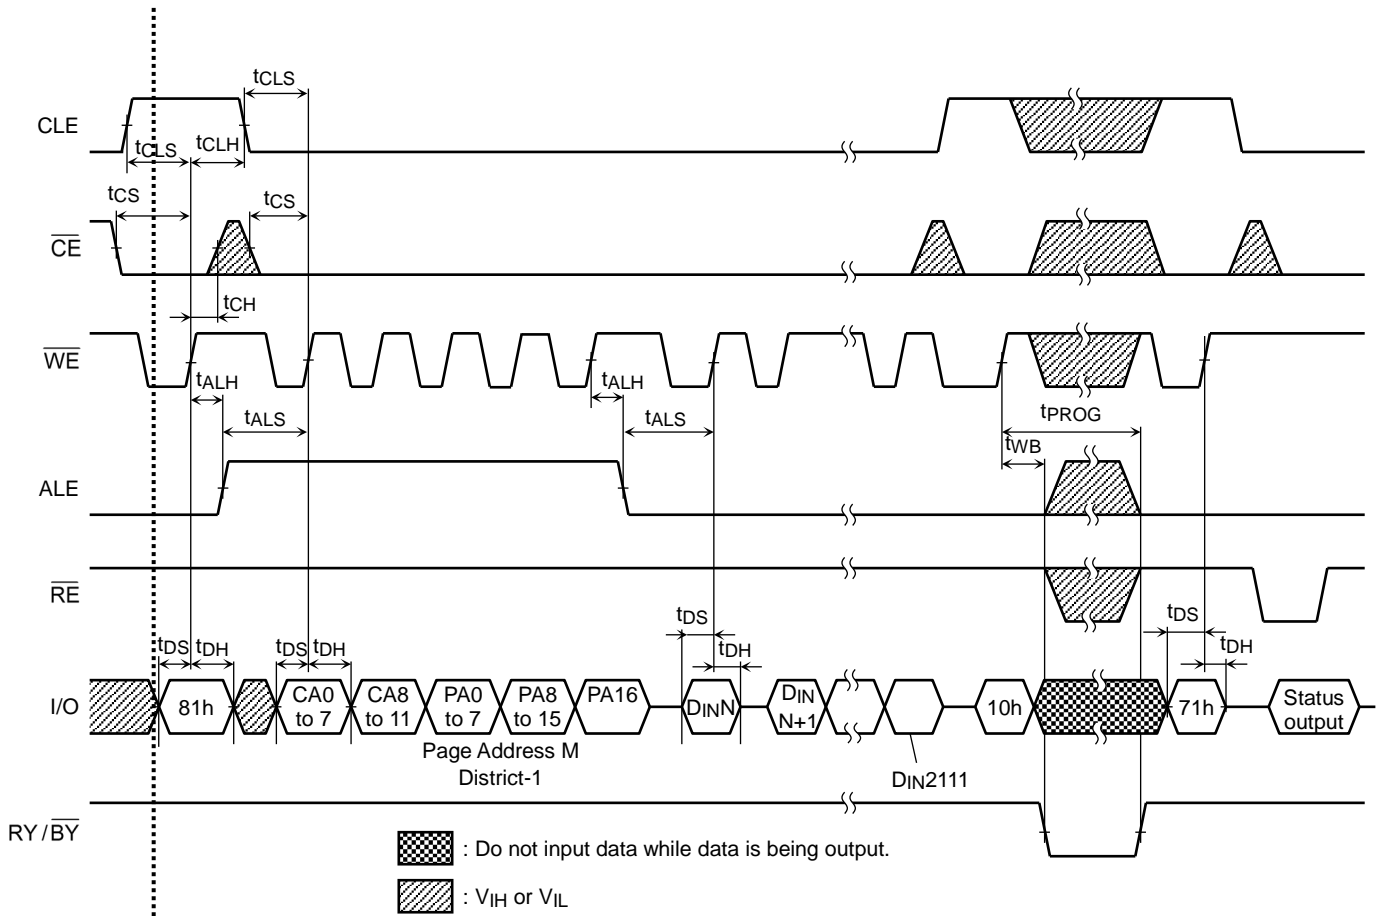 tCLS
CLE
tCLS
tCLH
tCS
tCS
CE
tCH
WE
tALH
tALH
tALS
tALS
tPROG
tWB
ALE
RE
tDS
tDH
tDS
tDH
tDS
tDH
tDS
tDH
I/O
81h
CA0 to 7
CA8 to 11
PA0 to 7
PA8 to 15
PA16
DINN
DIN N+1
10h
71h
Status output
Page Address M
District-1
DIN2111
RY/BY
: Do not input data while data is being output.
: VIH or VIL